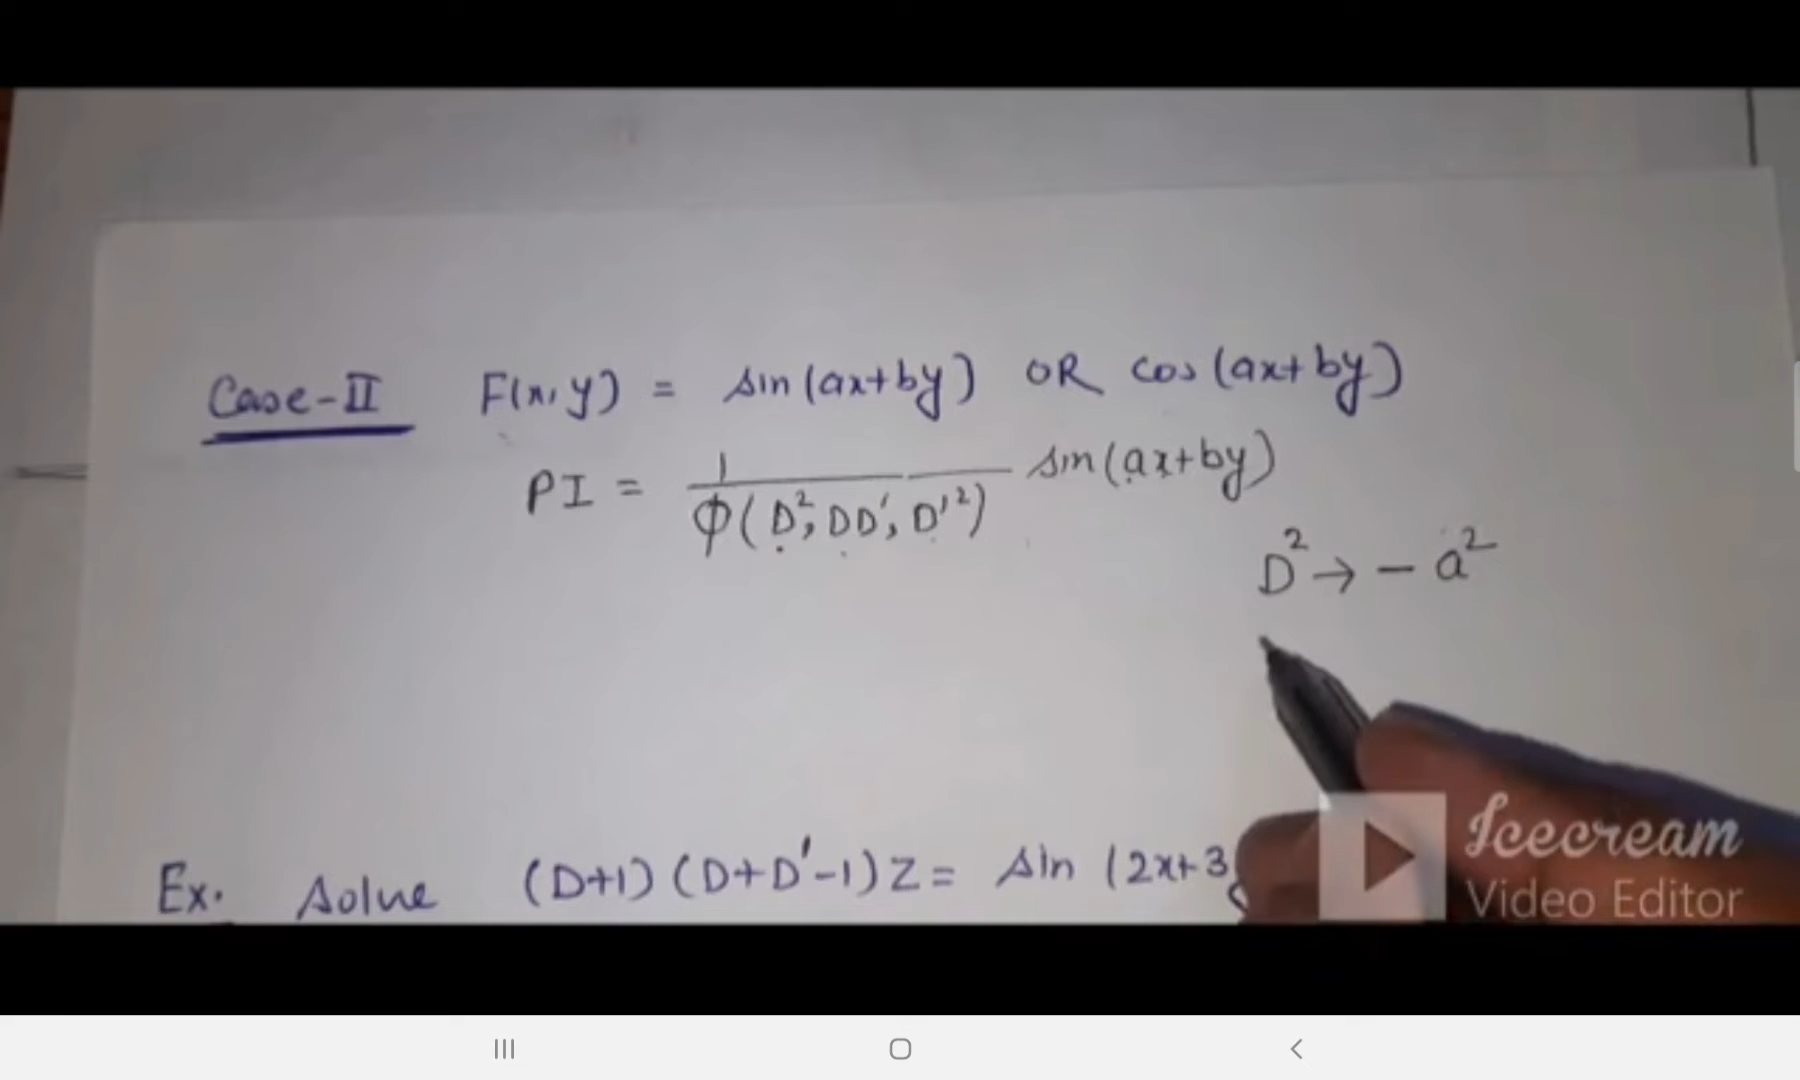 Case-II F(x,y) = sin(ax+by) OR cos(ax+by)
PI = 1/ϕ(D², DD', D'²) sin(ax+by)
D² → - a²
Ex. Solve (D+1) (D+D'-1) Z = sin (2x+3
Icecream
Video Editor